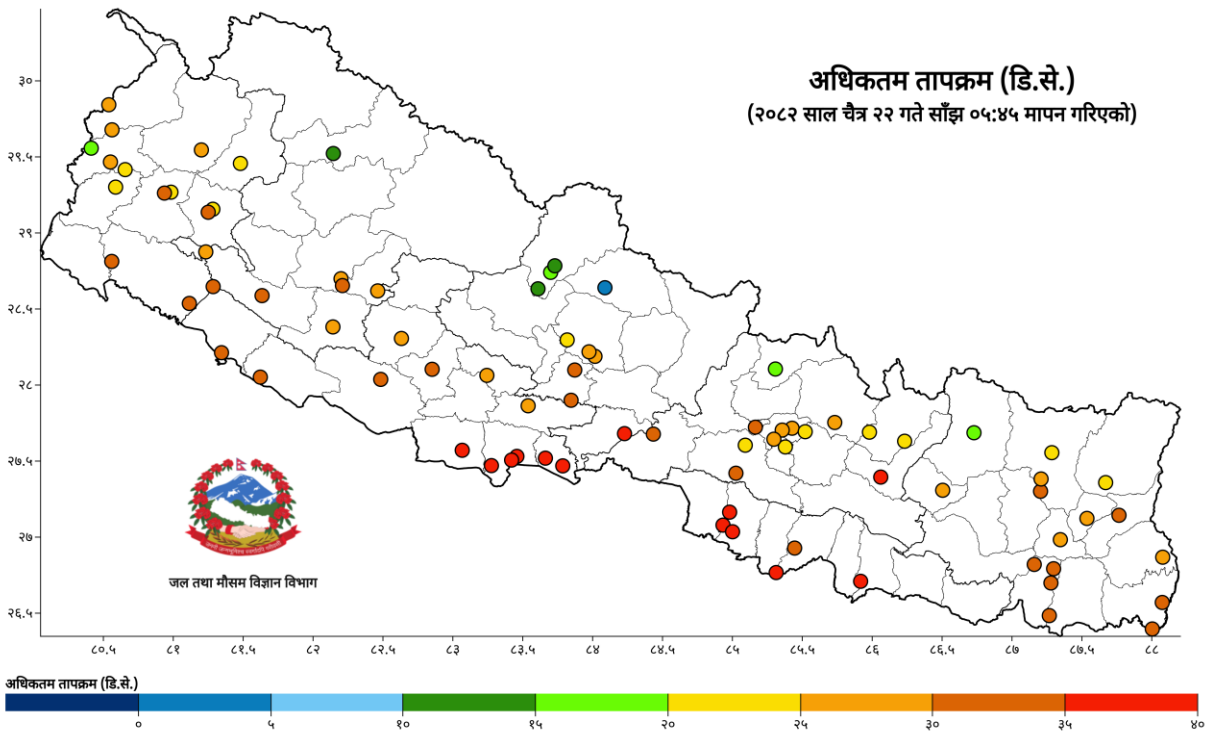 अधिकतम तापक्रम (डि.से.)
(२०८२ साल चैत्र २२ गते साँझ ०५:४५ मापन गरिएको)
३०
२९.५
२९
२८.५
२८
२७.५
२७
२६.५
जल तथा मौसम विज्ञान विभाग
८०.५ ८१ ८१.५ ८२ ८२.५ ८३ ८३.५ ८४ ८४.५ ८५ ८५.५ ८६ ८६.५ ८७ ८७.५ ८८
अधिकतम तापक्रम (डि.से.)
० ५ १० १५ २० २५ ३० ३५ ४०